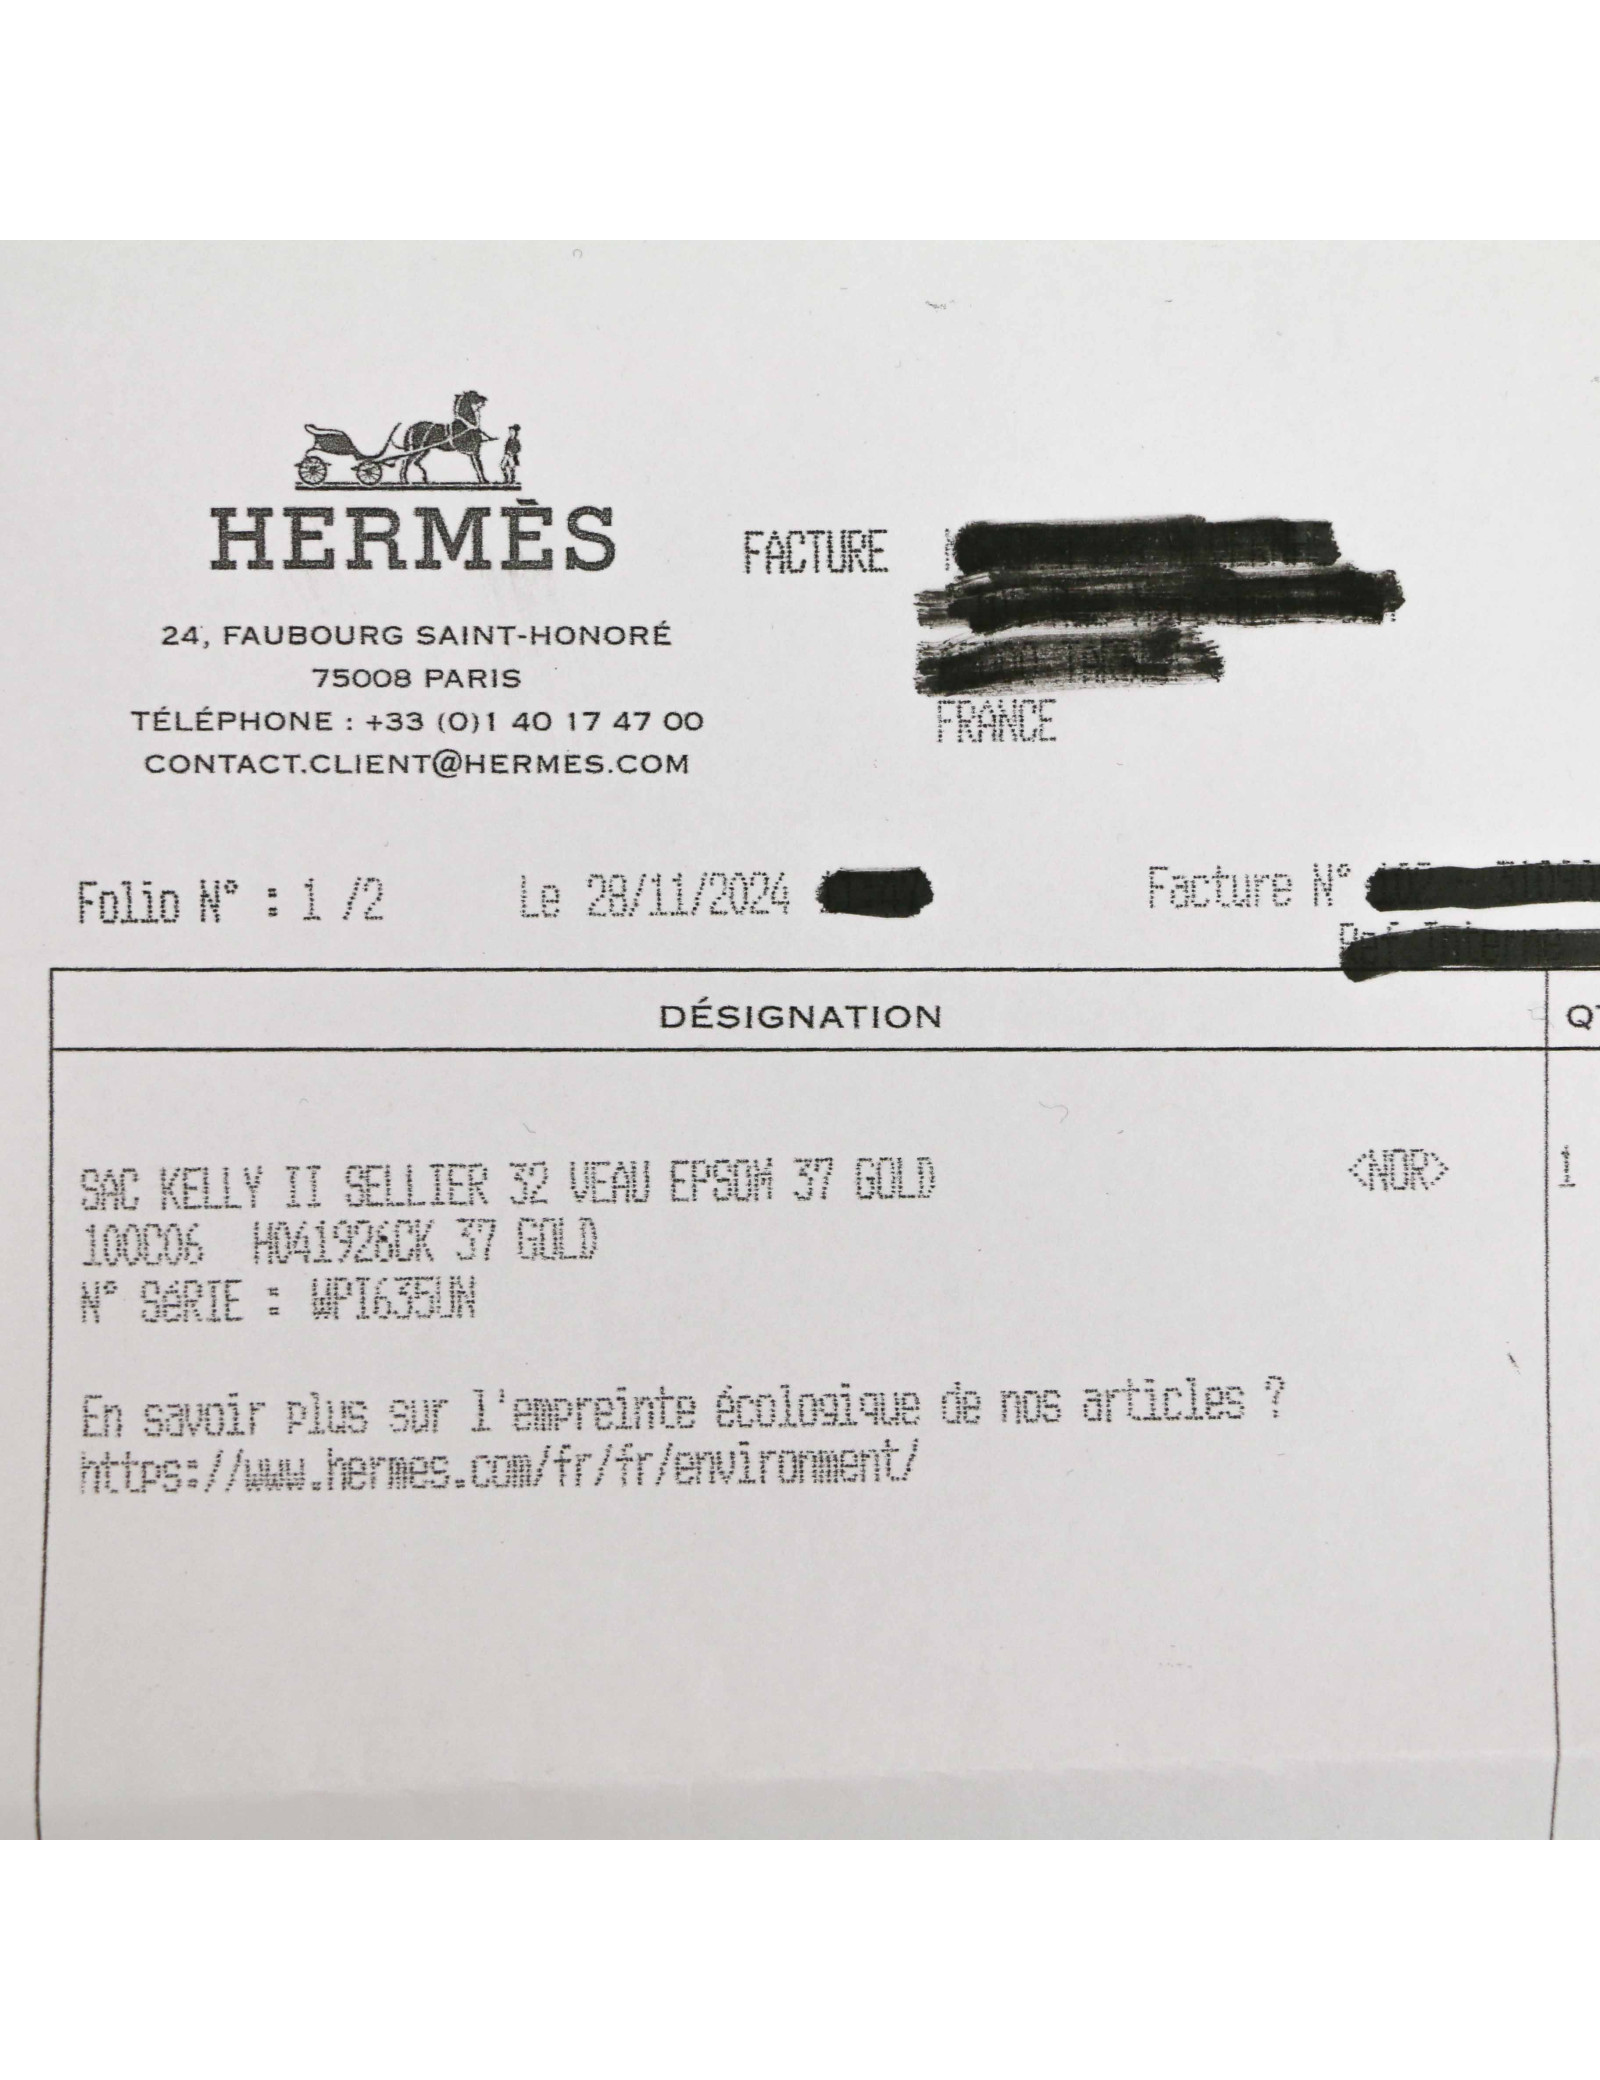 HERMÈS
24, FAUBOURG SAINT-HONORÉ
75008 PARIS
TÉLÉPHONE : +33 (0)1 40 17 47 00
CONTACT.CLIENT@HERMES.COM
FACTURE
FRANCE
Folio N° : 1 /2 Le 28/11/2024 Facture N°
DÉSIGNATION
SAC KELLY II SELLIER 32 VEAU EPSOM 37 GOLD <NOR> 1
100C06 H041926CK 37 GOLD
N° SéRIE : WPI635UN
En savoir plus sur l'empreinte écologique de nos articles ?
https://www.hermes.com/fr/fr/environment/